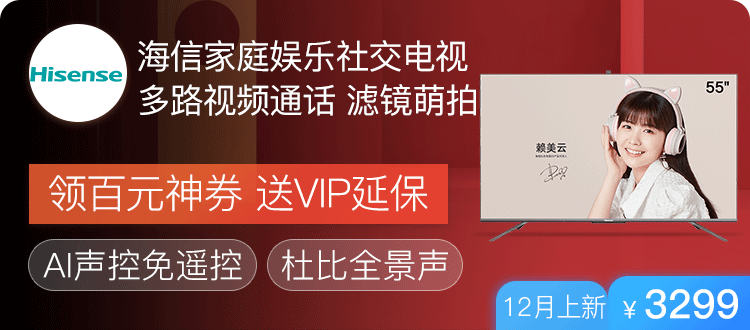 Hisense
海信家庭娱乐社交电视
多路视频通话 滤镜萌拍
55"
赖美云
领百元神券 送VIP延保
AI声控免遥控
杜比全景声
12月上新
¥ 3299